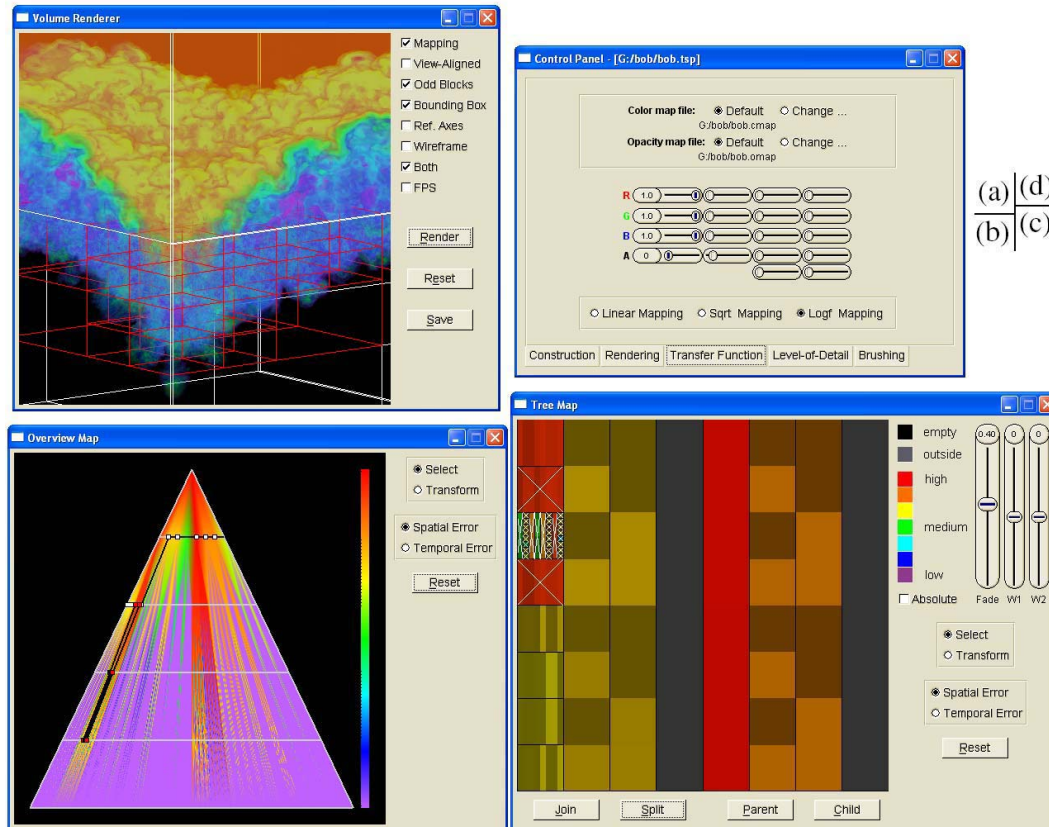 Volume Renderer
Mapping
View-Aligned
Odd Blocks
Bounding Box
Ref. Axes
Wireframe
Both
FPS
Render
Reset
Save
Control Panel - [G:/bob/bob.tsp]
Color map file: Default Change ...
G:/bob/bob.cmap
Opacity map file: Default Change ...
G:/bob/bob.omap
R 1.0
G 1.0
B 1.0
A 0
Linear Mapping Sqrt Mapping Logf Mapping
Construction Rendering Transfer Function Level-of-Detail Brushing
(a) (d)
(b) (c)
Overview Map
Select
Transform
Spatial Error
Temporal Error
Reset
Tree Map
empty
outside
high
medium
low
Absolute
0.40 0 0
Fade W1 W2
Select
Transform
Spatial Error
Temporal Error
Reset
Join Split Parent Child